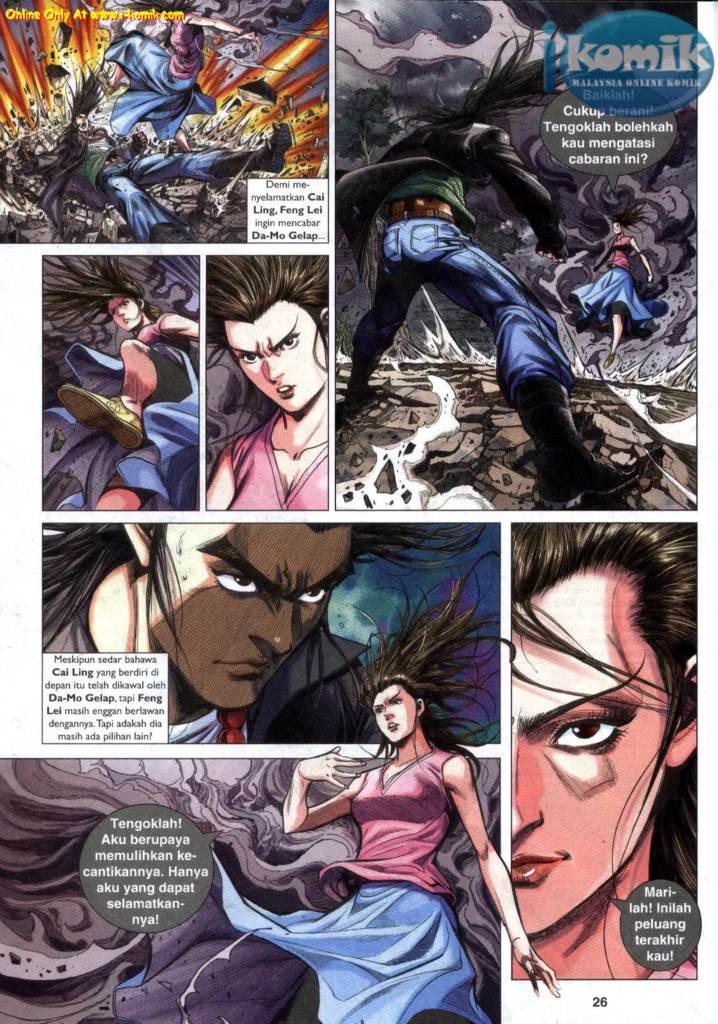 Online Only At www.i-komik.com
ikomik
MALAYSIA ONLINE KOMIK
Demi me-
nyelamatkan Cai
Ling, Feng Lei
ingin mencabar
Da-Mo Gelap...
Baiklah!
Cukup berani!
Tengoklah bolehkah
kau mengatasi
cabaran ini?
Meskipun sedar bahawa
Cai Ling yang berdiri di
depan itu telah dikawal oleh
Da-Mo Gelap, tapi Feng
Lei masih enggan berlawan
dengannya. Tapi adakah dia
masih ada pilihan lain?
Tengoklah!
Aku berupaya
memulihkan ke-
cantikannya. Hanya
aku yang dapat
selamatkan-
nya!
Mari-
lah! Inilah
peluang
terakhir
kau!
26